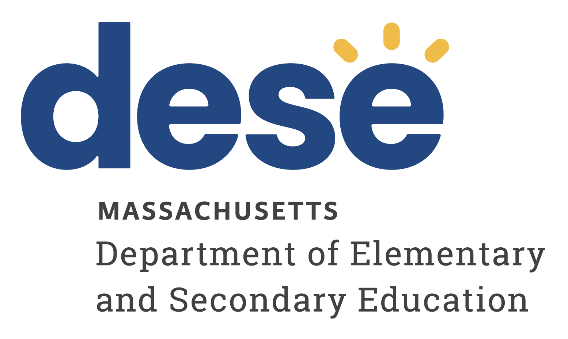 dese
MASSACHUSETTS
Department of Elementary
and Secondary Education